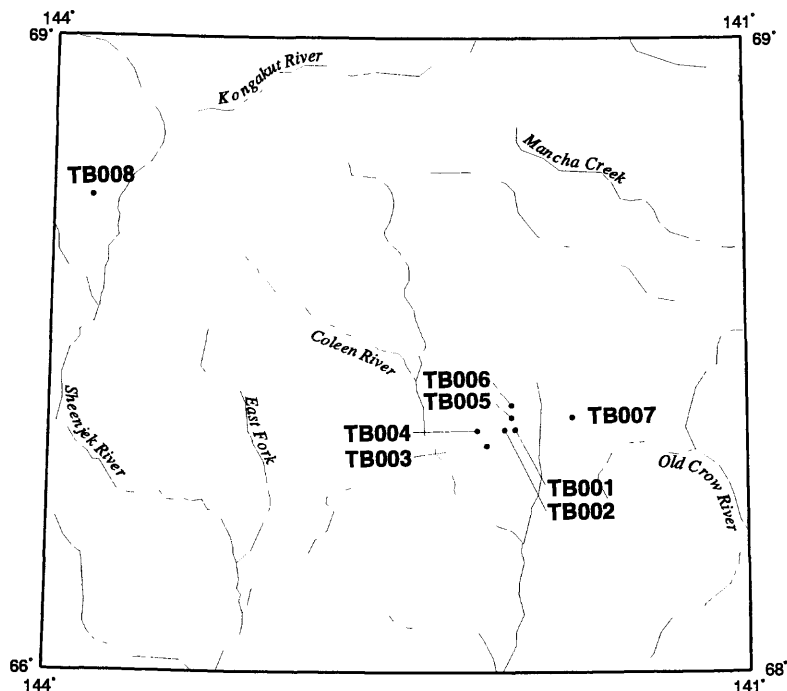 144°
141°
69°
69°
Kongakut River
Mancha Creek
TB008
Coleen River
TB006
TB005
TB007
Sheenjek River
East Fork
TB004
TB003
Old Crow River
TB001
TB002
66°
68°
144°
141°